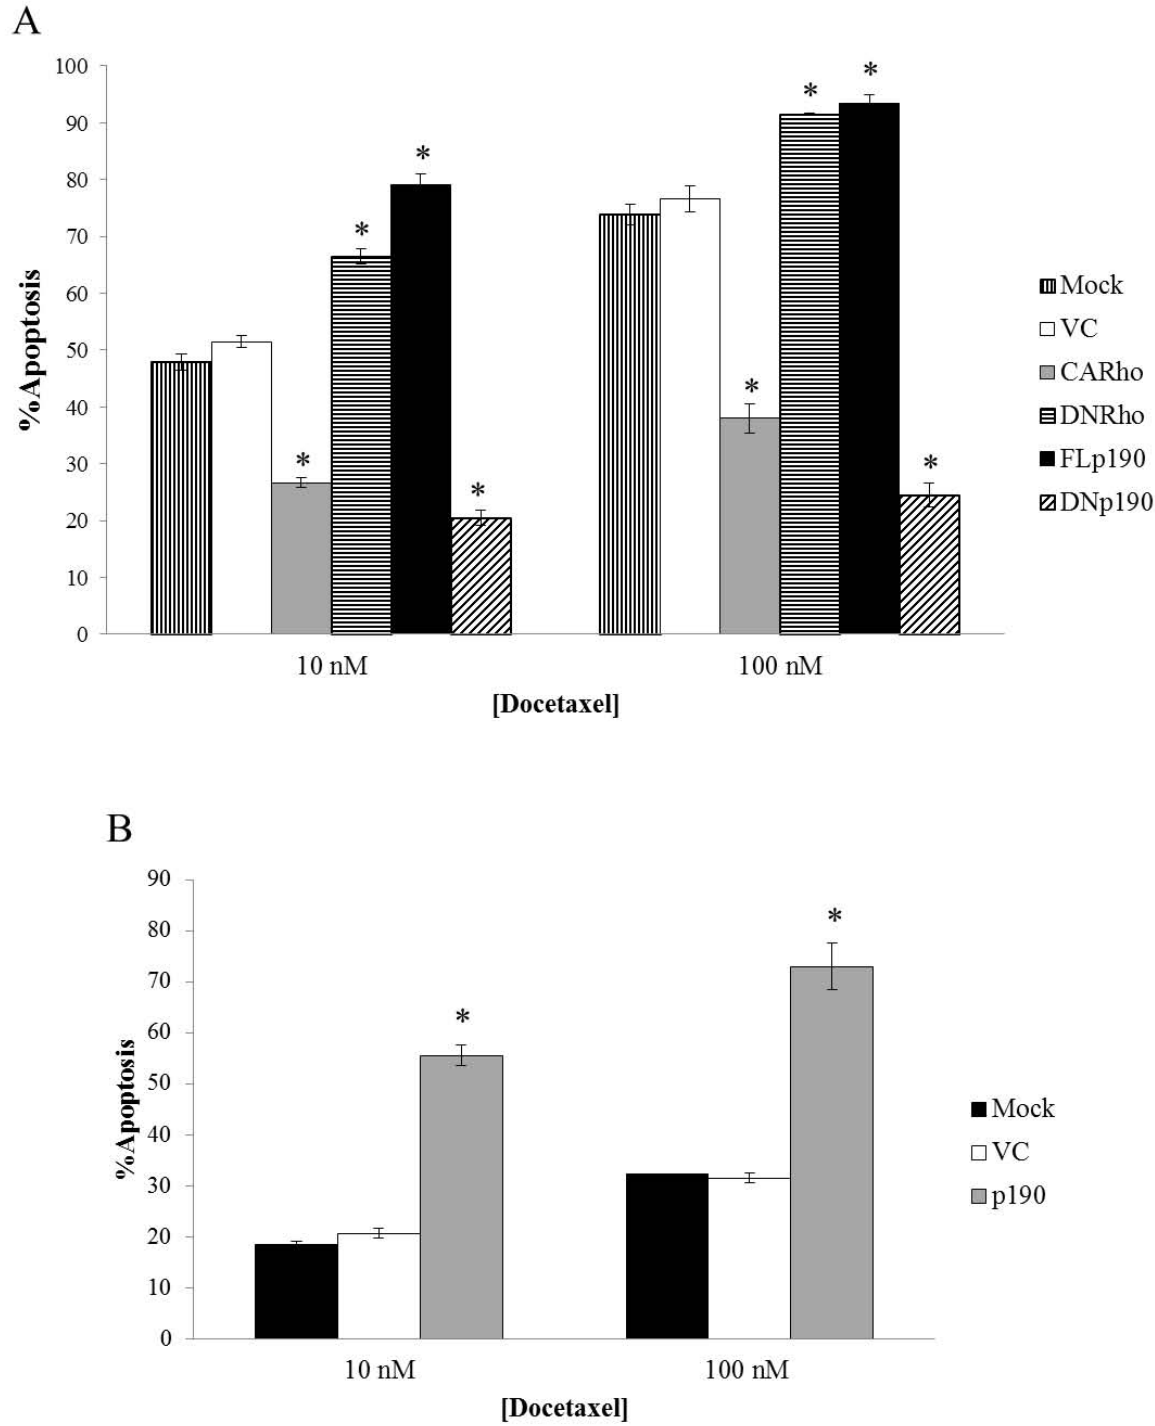 A
100
90
80
70
60
50
40
30
20
10
0
%Apoptosis
* * * * * * * *
10 nM 100 nM
[Docetaxel]
Mock
VC
CARho
DNRho
FLp190
DNp190
B
90
80
70
60
50
40
30
20
10
0
%Apoptosis
* *
10 nM 100 nM
[Docetaxel]
Mock
VC
p190